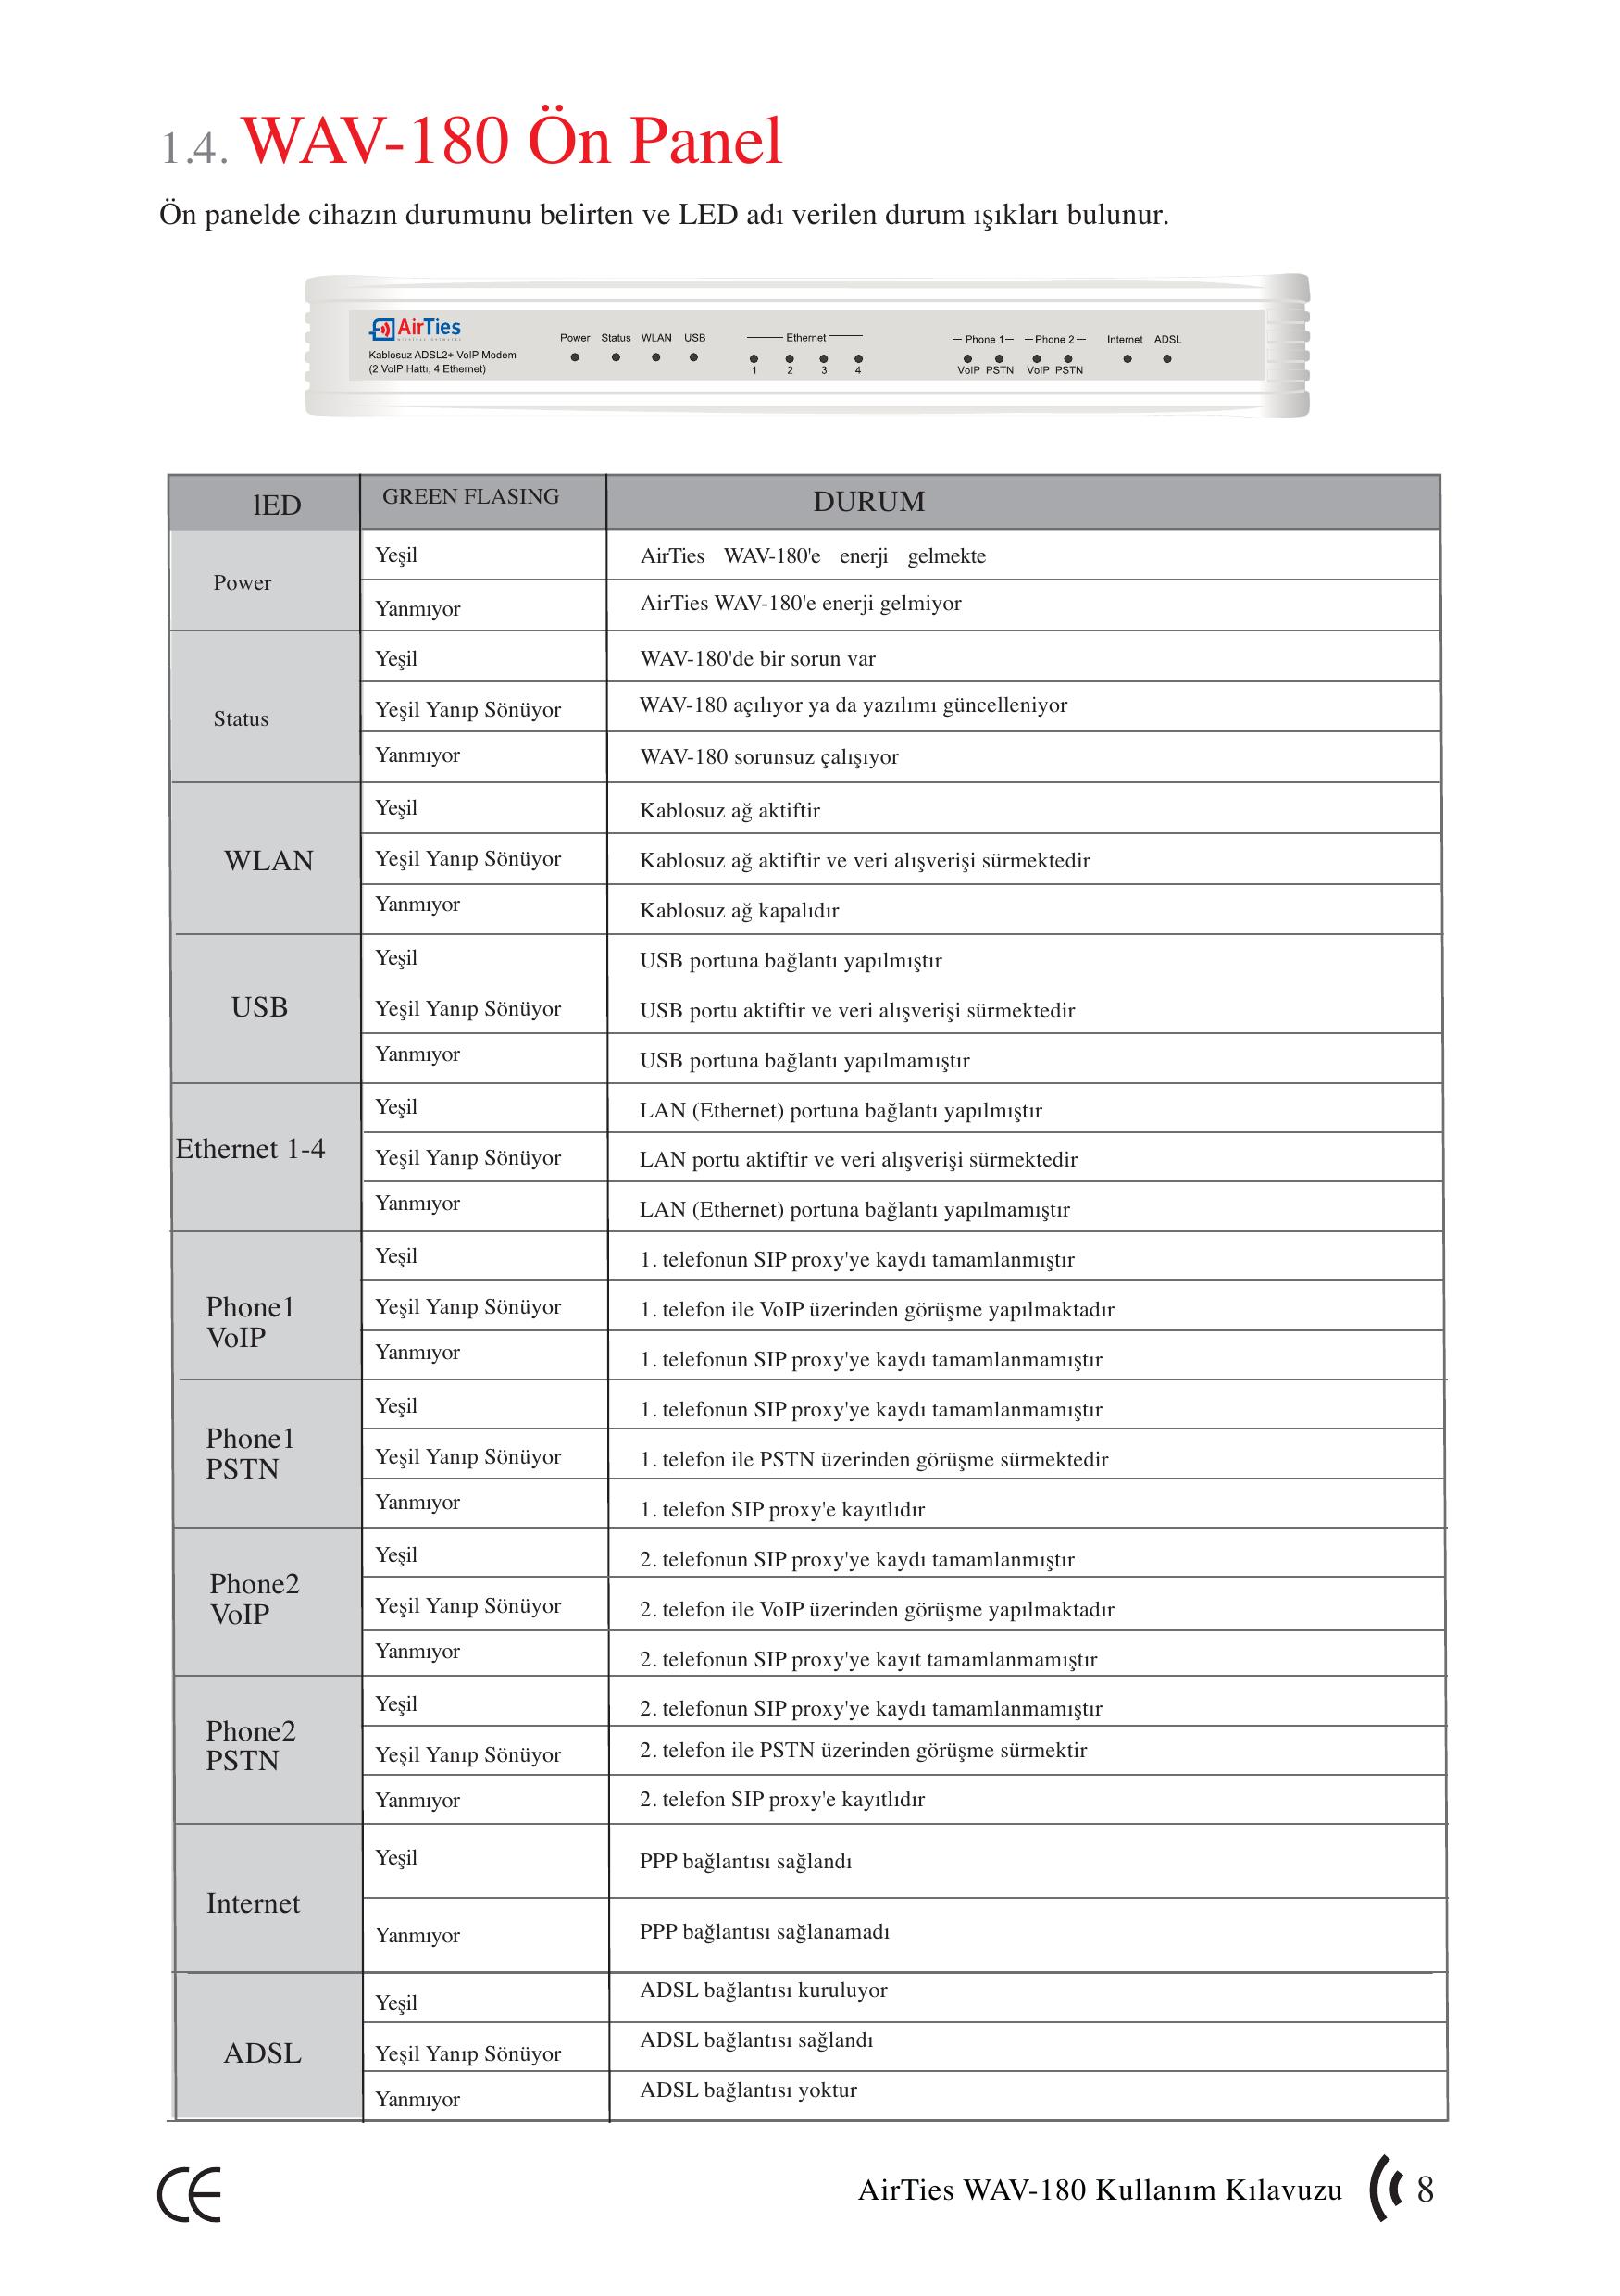 1.4. WAV-180 Ön Panel
Ön panelde cihazın durumunu belirten ve LED adı verilen durum ışıkları bulunur.
AirTies
Kablosuz ADSL2+ VoIP Modem
(2 VoIP Hattı, 4 Ethernet)
Power Status WLAN USB
Ethernet
1 2 3 4
Phone 1 Phone 2
VoIP PSTN VoIP PSTN
Internet ADSL
lED GREEN FLASING DURUM
Power
Yeşil AirTies WAV-180'e enerji gelmekte
Yanmıyor AirTies WAV-180'e enerji gelmiyor
Status
Yeşil WAV-180'de bir sorun var
Yeşil Yanıp Sönüyor WAV-180 açılıyor ya da yazılımı güncelleniyor
Yanmıyor WAV-180 sorunsuz çalışıyor
WLAN
Yeşil Kablosuz ağ aktiftir
Yeşil Yanıp Sönüyor Kablosuz ağ aktiftir ve veri alışverişi sürmektedir
Yanmıyor Kablosuz ağ kapalıdır
USB
Yeşil USB portuna bağlantı yapılmıştır
Yeşil Yanıp Sönüyor USB portu aktiftir ve veri alışverişi sürmektedir
Yanmıyor USB portuna bağlantı yapılmamıştır
Ethernet 1-4
Yeşil LAN (Ethernet) portuna bağlantı yapılmıştır
Yeşil Yanıp Sönüyor LAN portu aktiftir ve veri alışverişi sürmektedir
Yanmıyor LAN (Ethernet) portuna bağlantı yapılmamıştır
Phone1
VoIP
Yeşil 1. telefonun SIP proxy'ye kaydı tamamlanmıştır
Yeşil Yanıp Sönüyor 1. telefon ile VoIP üzerinden görüşme yapılmaktadır
Yanmıyor 1. telefonun SIP proxy'ye kaydı tamamlanmamıştır
Phone1
PSTN
Yeşil 1. telefonun SIP proxy'ye kaydı tamamlanmamıştır
Yeşil Yanıp Sönüyor 1. telefon ile PSTN üzerinden görüşme sürmektedir
Yanmıyor 1. telefon SIP proxy'e kayıtlıdır
Phone2
VoIP
Yeşil 2. telefonun SIP proxy'ye kaydı tamamlanmıştır
Yeşil Yanıp Sönüyor 2. telefon ile VoIP üzerinden görüşme yapılmaktadır
Yanmıyor 2. telefonun SIP proxy'ye kayıt tamamlanmamıştır
Phone2
PSTN
Yeşil 2. telefonun SIP proxy'ye kaydı tamamlanmamıştır
Yeşil Yanıp Sönüyor 2. telefon ile PSTN üzerinden görüşme sürmektir
Yanmıyor 2. telefon SIP proxy'e kayıtlıdır
Internet
Yeşil PPP bağlantısı sağlandı
Yanmıyor PPP bağlantısı sağlanamadı
ADSL
Yeşil ADSL bağlantısı kuruluyor
Yeşil Yanıp Sönüyor ADSL bağlantısı sağlandı
Yanmıyor ADSL bağlantısı yoktur
CE
AirTies WAV-180 Kullanım Kılavuzu 8